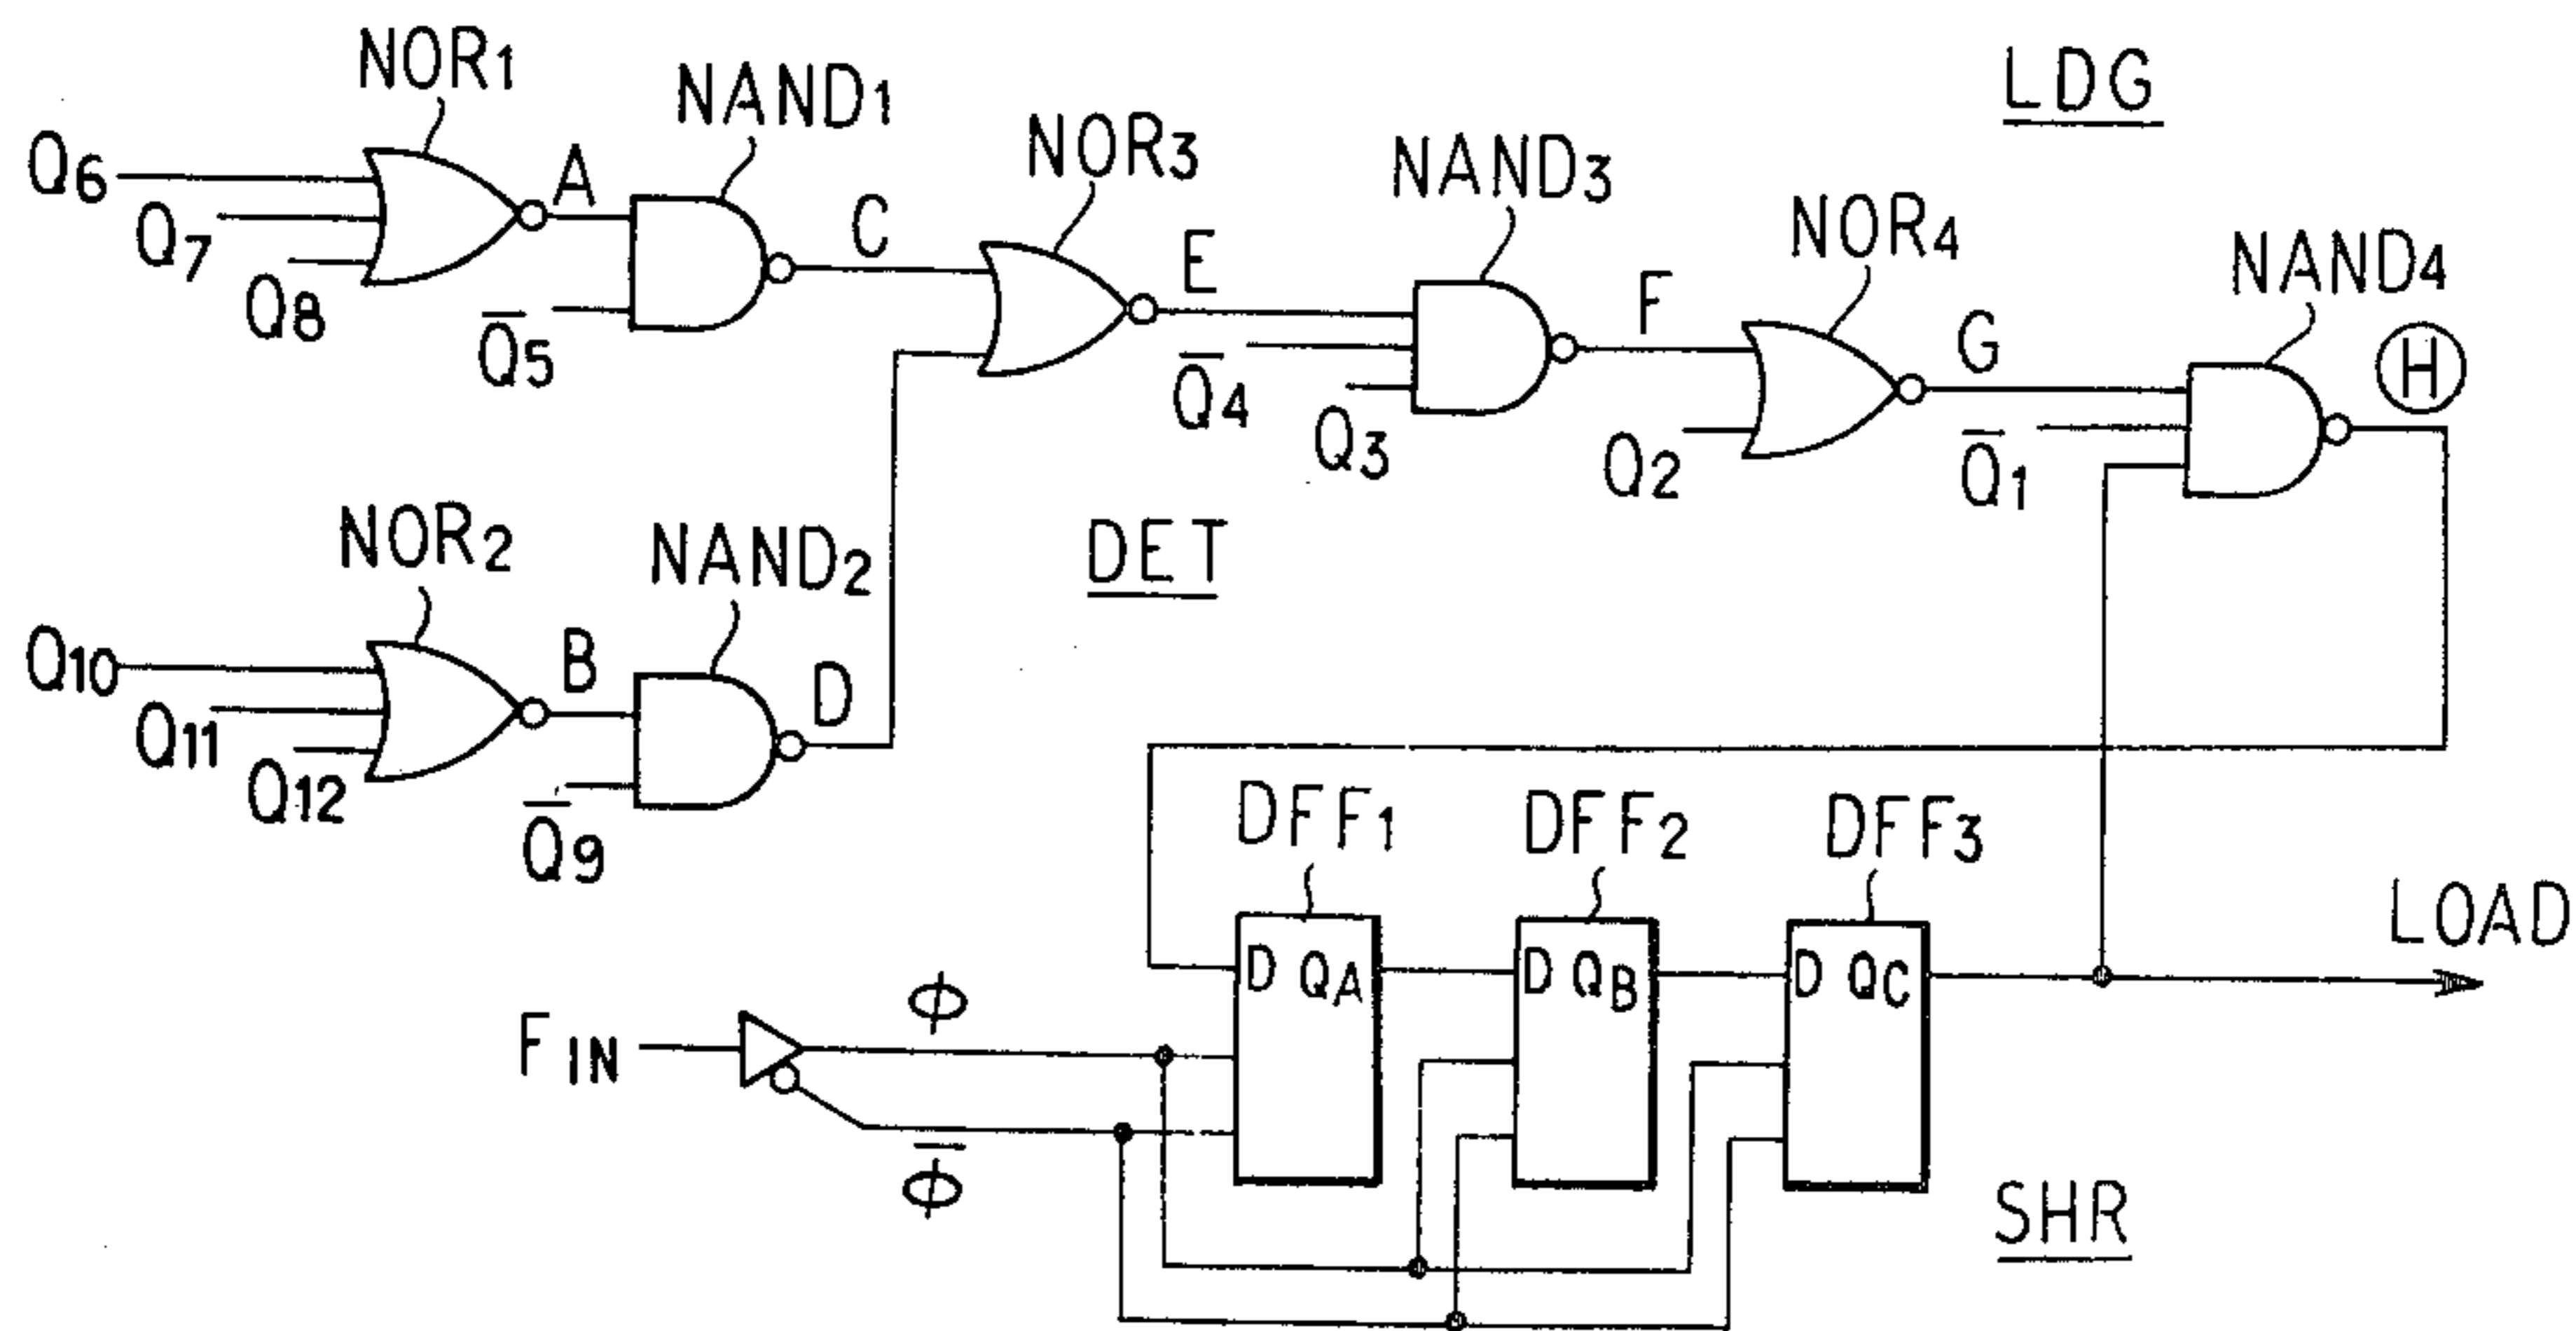 NOR1
NAND1
LDG
Q6
A
NOR3
NAND3
Q7
C
NOR4
Q8
E
NAND4
Q̅5
F
H
Q̅4
G
Q3
Q2
Q̅1
NOR2
NAND2
DET
Q10
B
D
Q11
Q12
Q̅9
DFF1
DFF2
DFF3
LOAD
D QA
D QB
D QC
ϕ
FIN
ϕ̅
SHR